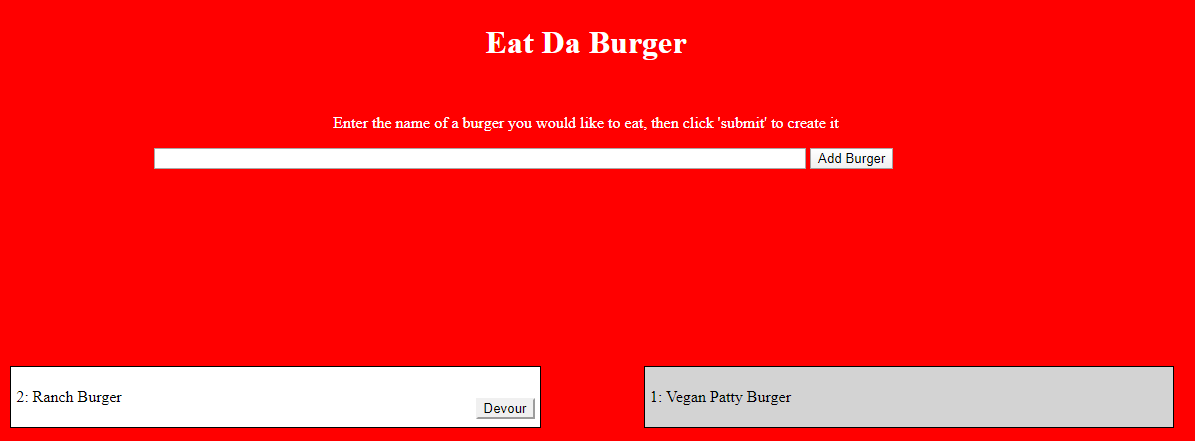 Eat Da Burger
Enter the name of a burger you would like to eat, then click 'submit' to create it
Add Burger
2: Ranch Burger
Devour
1: Vegan Patty Burger